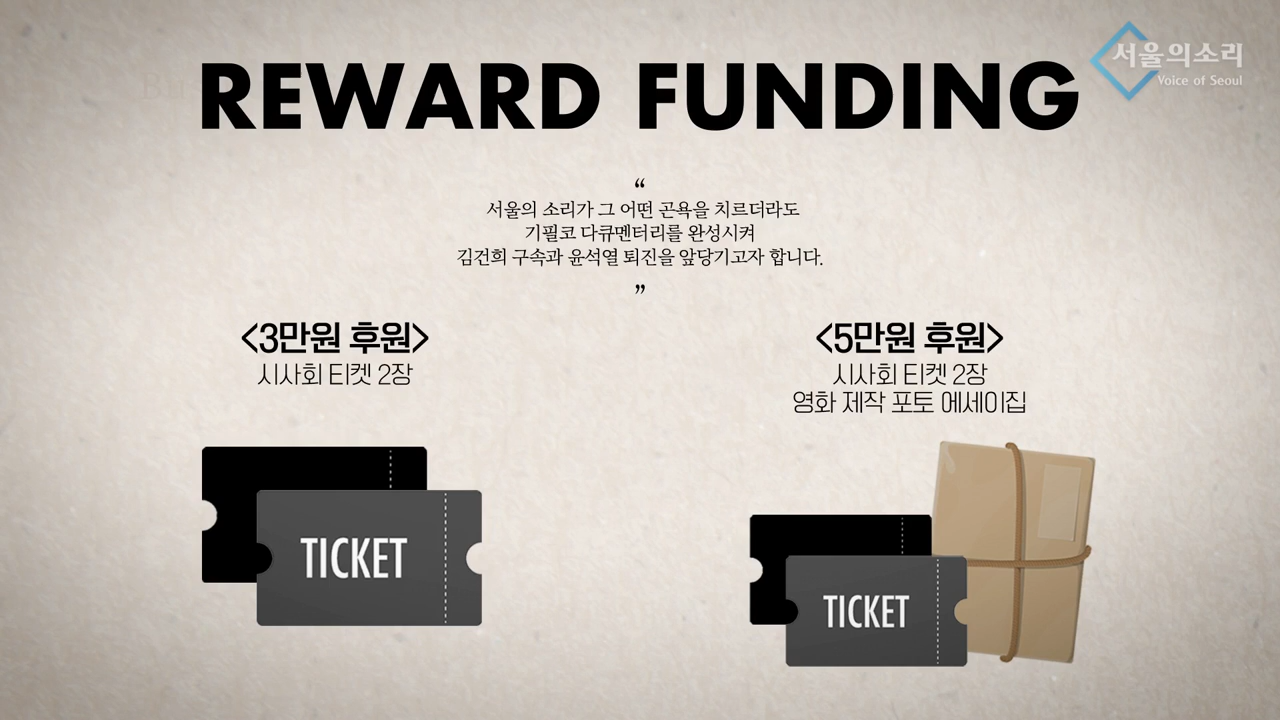 서울의소리
Voice of Seoul
REWARD FUNDING
“
서울의 소리가 그 어떤 곤욕을 치르더라도
기필코 다큐멘터리를 완성시켜
김건희 구속과 윤석열 퇴진을 앞당기고자 합니다.
”
<3만원 후원>
시사회 티켓 2장
<5만원 후원>
시사회 티켓 2장
영화 제작 포토 에세이집
TICKET
TICKET